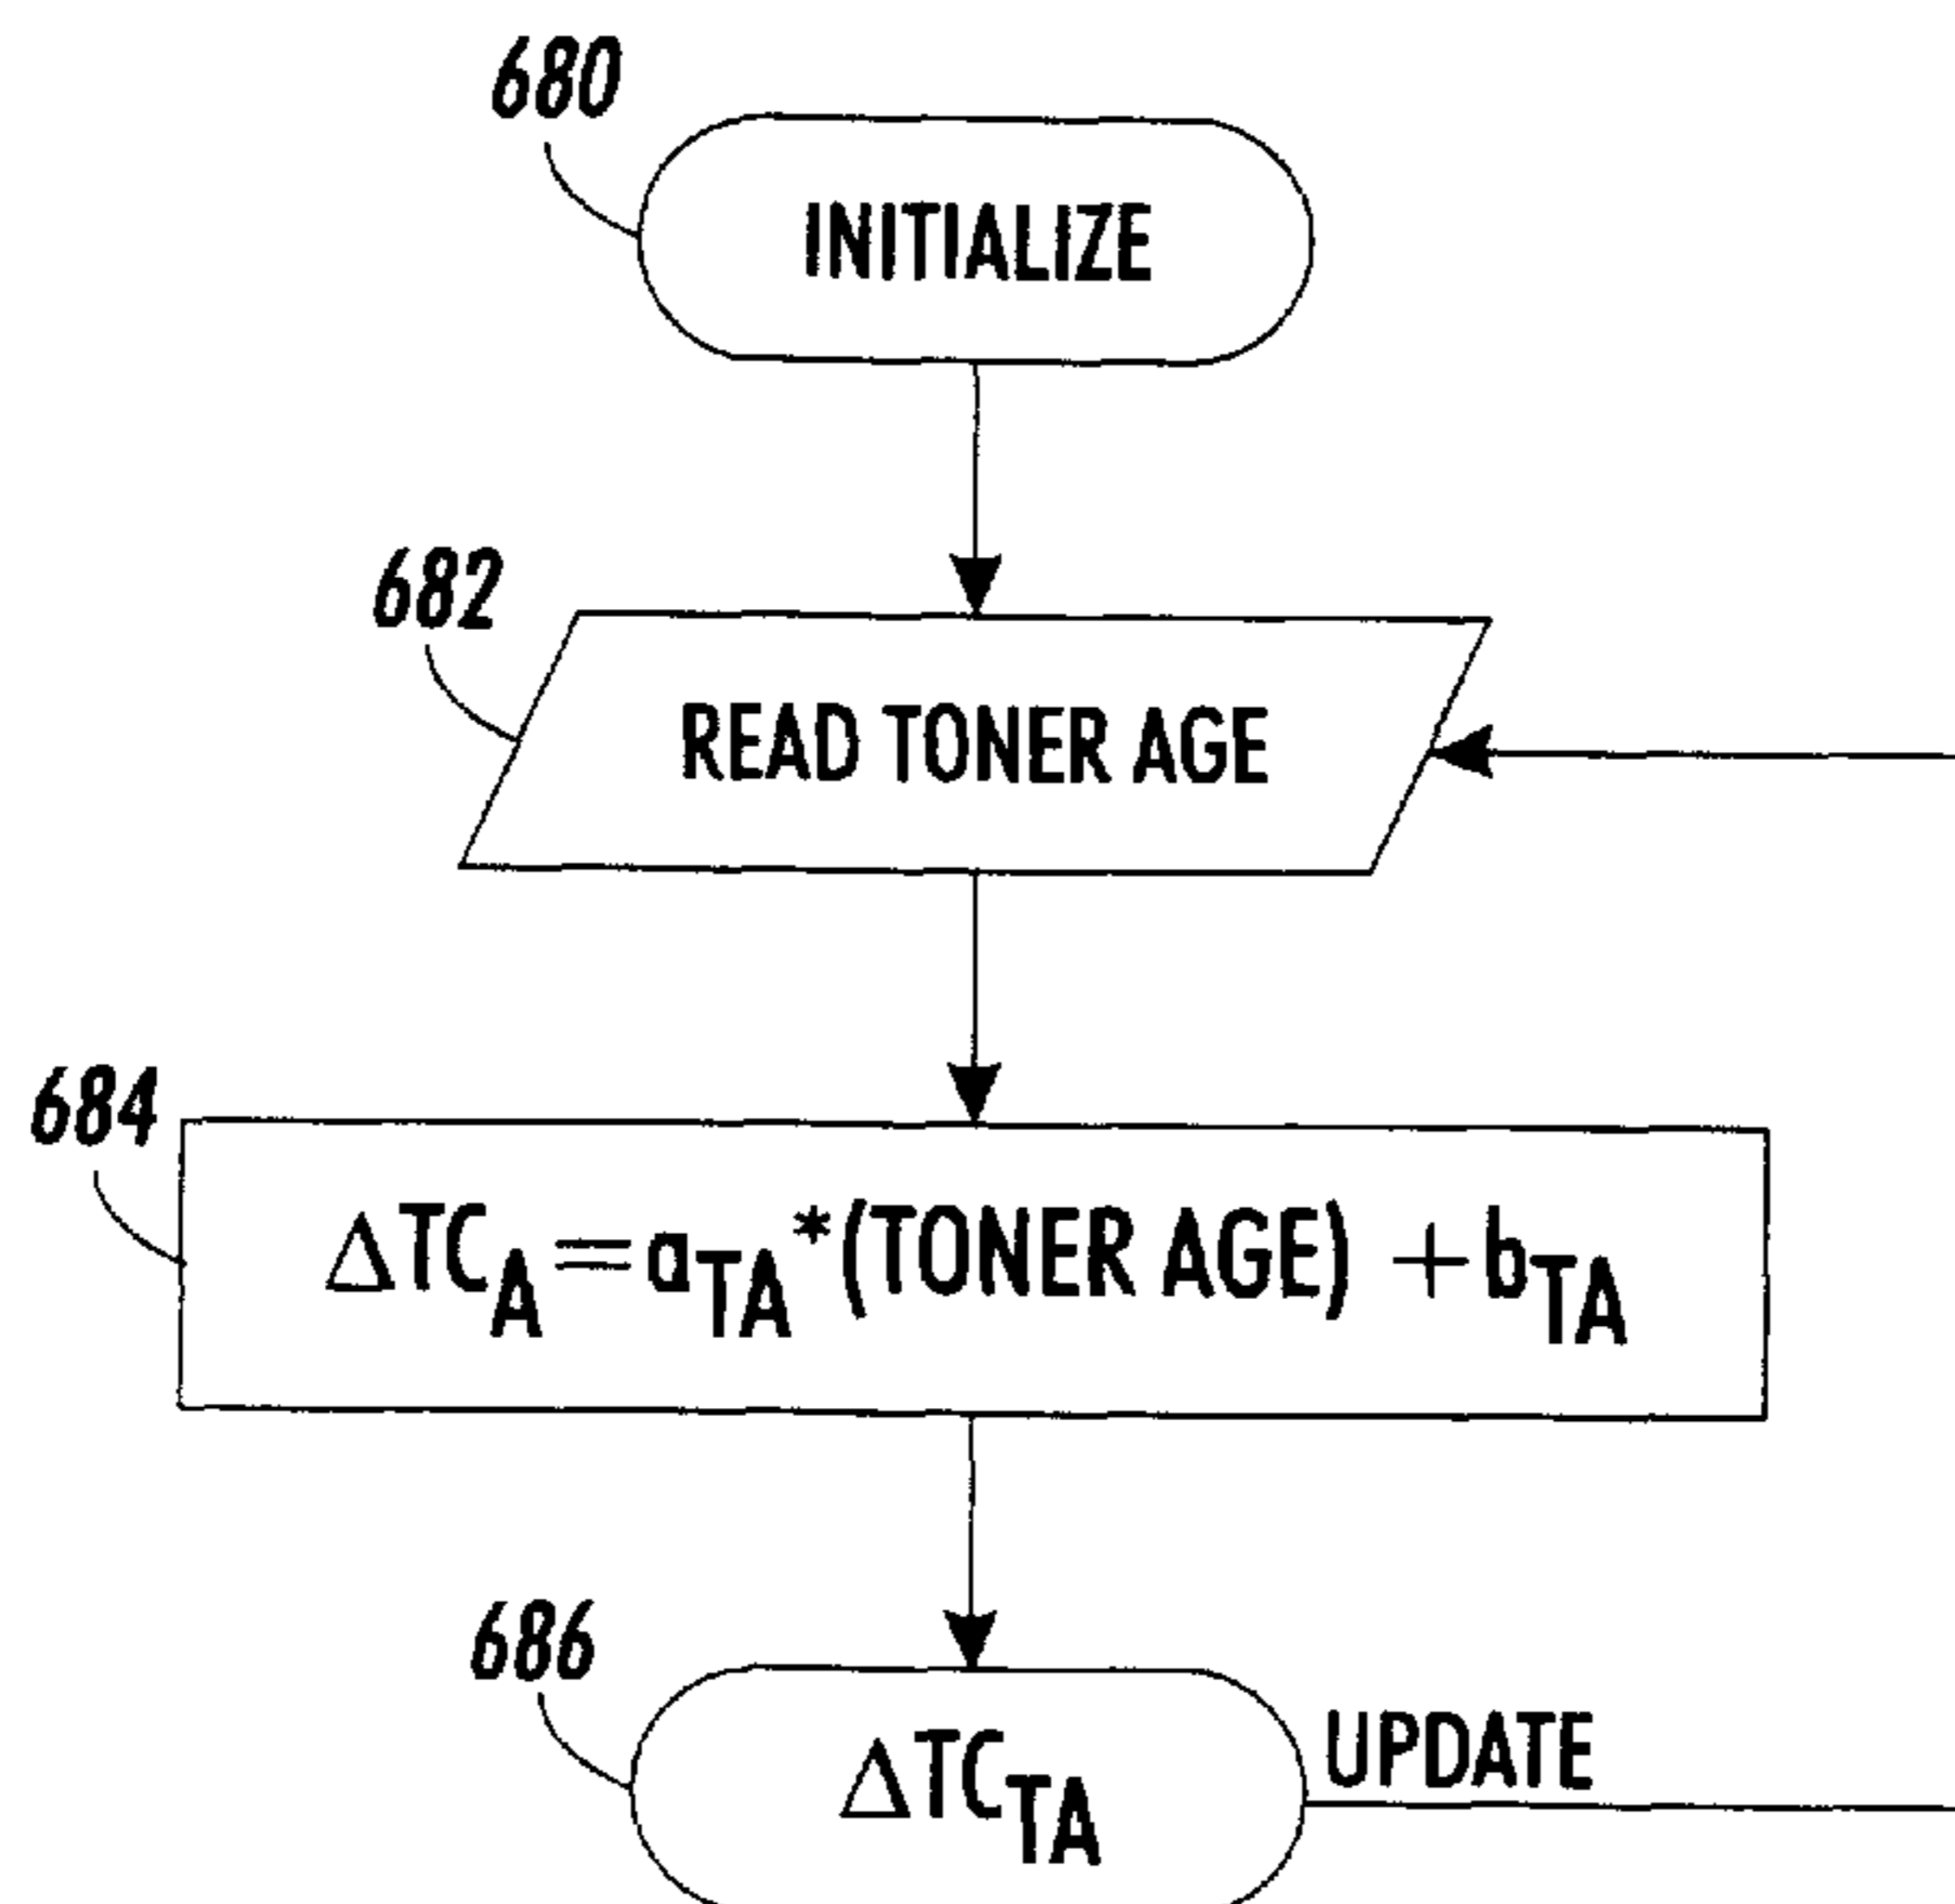 680
INITIALIZE
682
READ TONER AGE
684
ΔTC_A=a_TA*(TONER AGE) +b_TA
686
ΔTC_TA
UPDATE